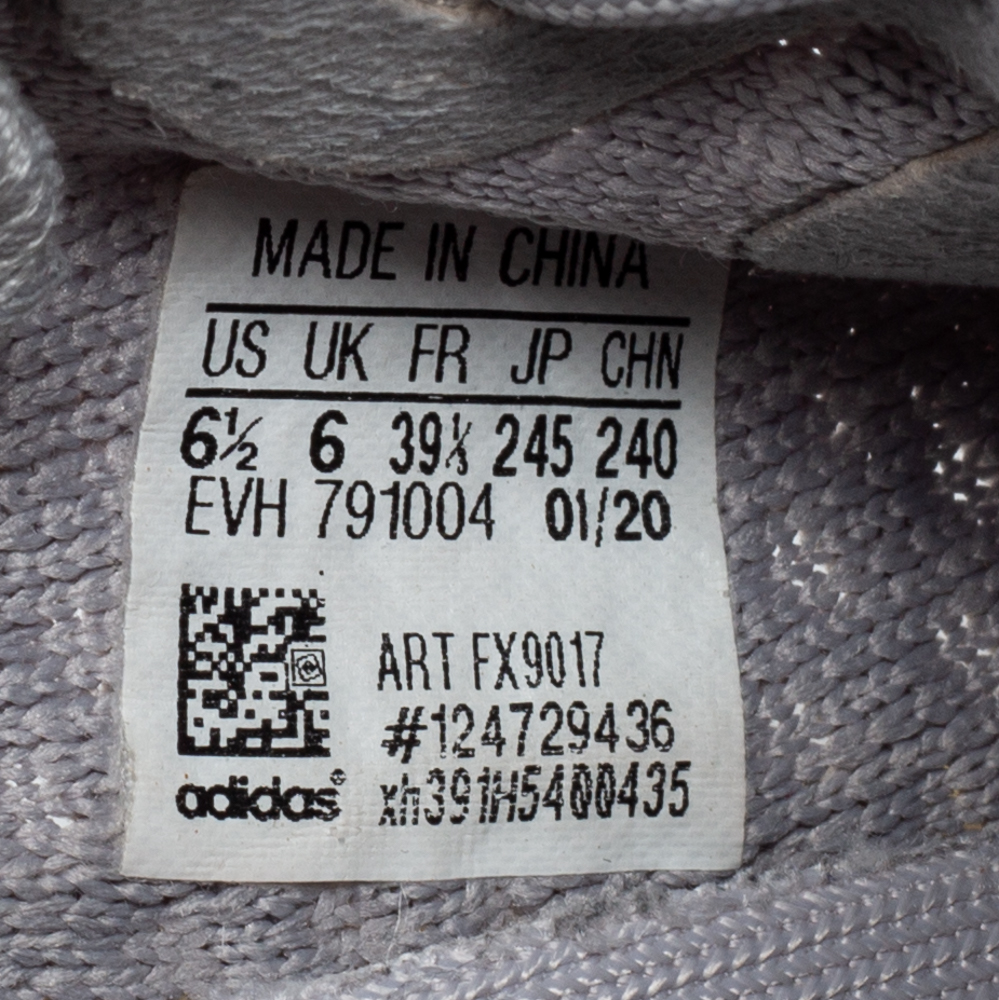 MADE IN CHINA
US UK FR JP CHN
6½ 6 39⅓ 245 240
EVH 791004 01/20
ART FX9017
#124729436
adidas® xh391H5400435